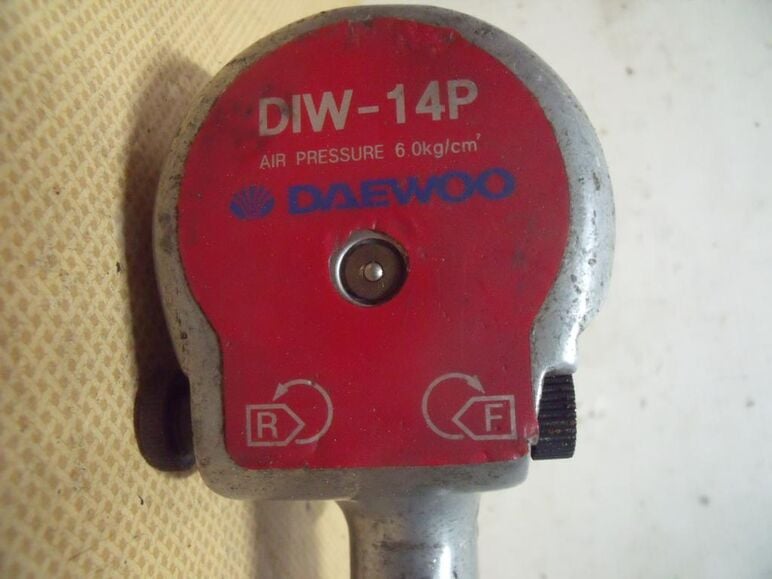 DIW-14P
AIR PRESSURE 6.0kg/cm²
DAEWOO
R F